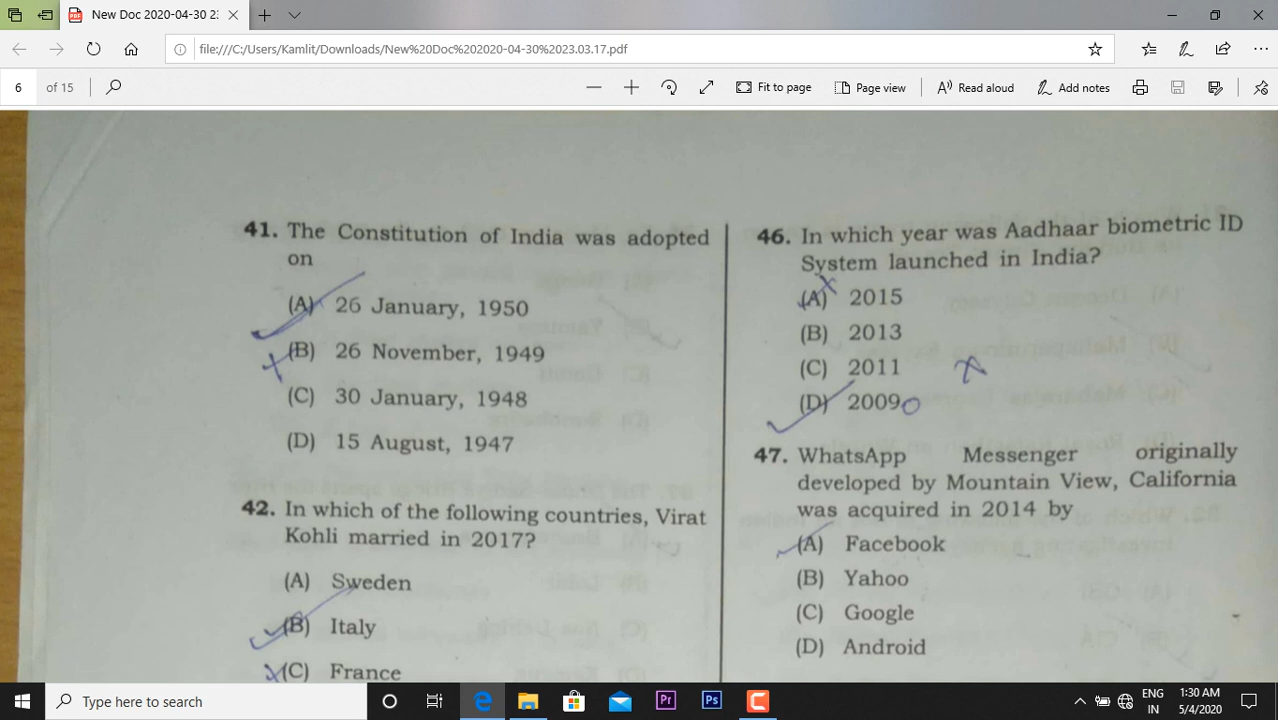 New Doc 2020-04-30 23
file:///C:/Users/Kamlit/Downloads/New%20Doc%202020-04-30%2023.03.17.pdf
6 of 15 Fit to page Page view Read aloud Add notes
41. The Constitution of India was adopted
on
(A) 26 January, 1950
(B) 26 November, 1949
(C) 30 January, 1948
(D) 15 August, 1947
42. In which of the following countries, Virat
Kohli married in 2017?
(A) Sweden
(B) Italy
(C) France
46. In which year was Aadhaar biometric ID
System launched in India?
(A) 2015
(B) 2013
(C) 2011
(D) 2009
47. WhatsApp Messenger originally
developed by Mountain View, California
was acquired in 2014 by
(A) Facebook
(B) Yahoo
(C) Google
(D) Android
Type here to search
Pr
Ps
ENG
IN
1:30 AM
5/4/2020